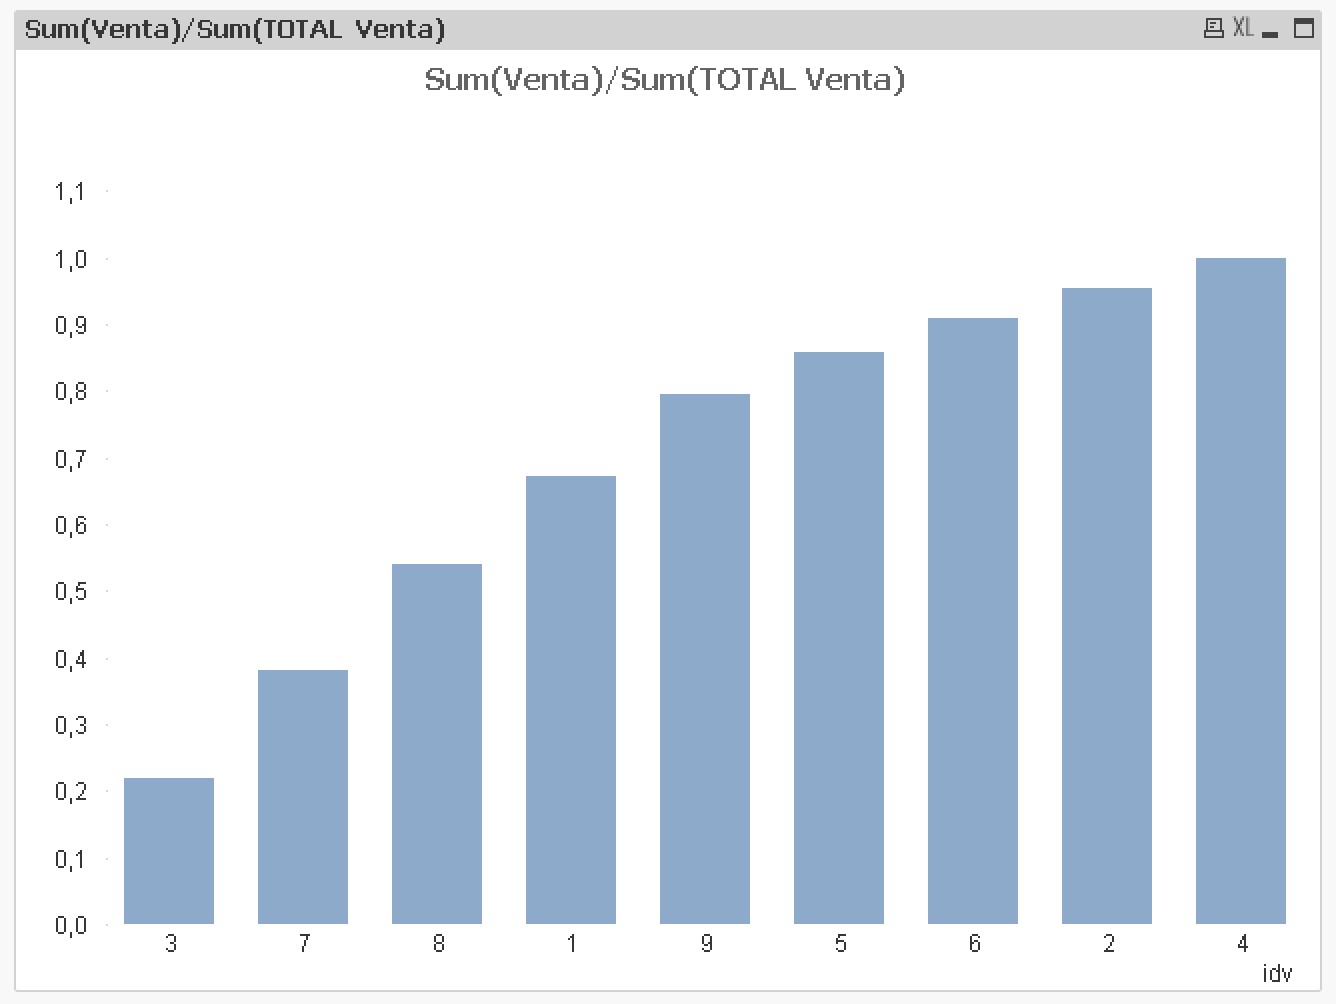 Sum(Venta)/Sum(TOTAL Venta)
XL
Sum(Venta)/Sum(TOTAL Venta)
1,1
1,0
0,9
0,8
0,7
0,6
0,5
0,4
0,3
0,2
0,1
0,0
3 7 8 1 9 5 6 2 4
idv